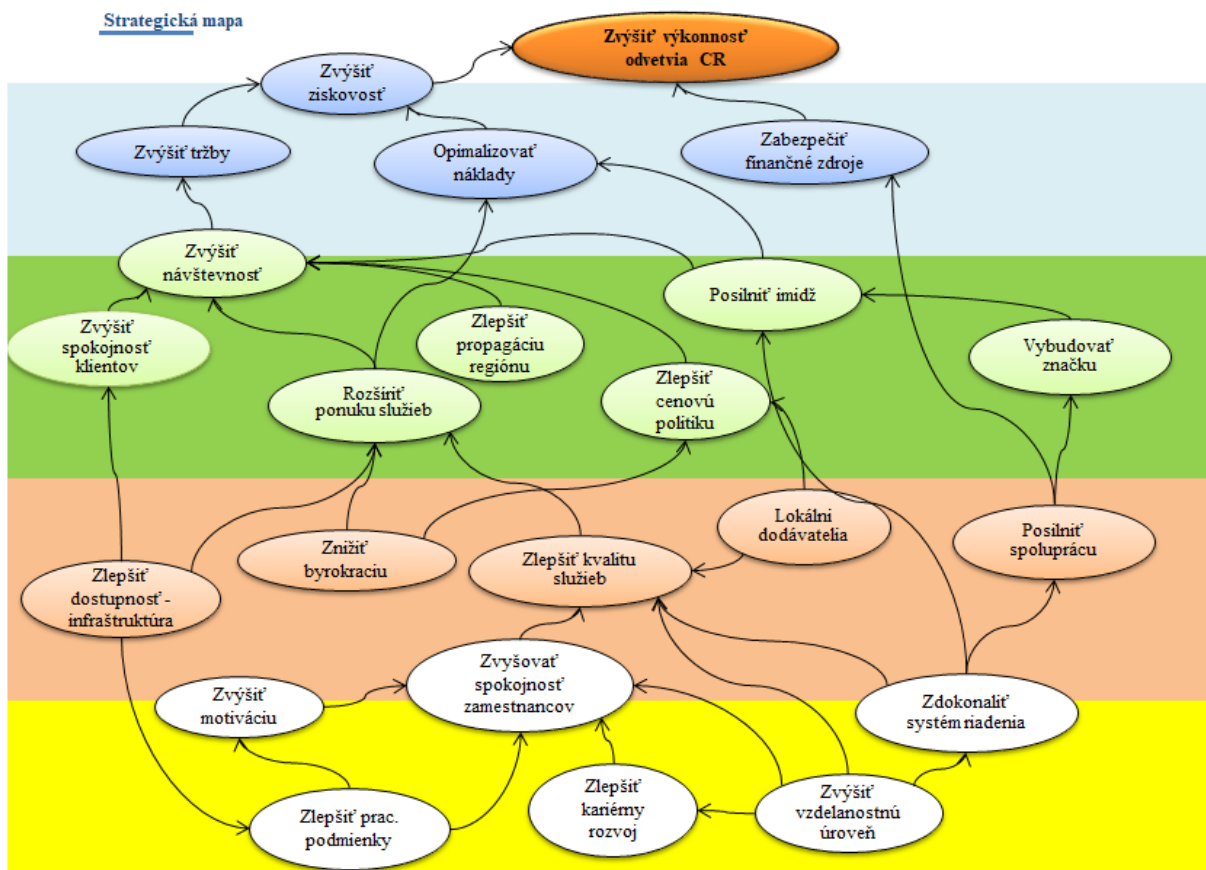 Strategická mapa
Zvýšiť výkonnosť
odvetvia CR
Zvýšiť
ziskovosť
Zvýšiť tržby
Opimalizovať
náklady
Zabezpečiť
finančné zdroje
Zvýšiť
návštevnosť
Posilniť imidž
Zvýšiť
spokojnosť
klientov
Zlepšiť
propagáciu
regiónu
Vybudovať
značku
Rozšíriť
ponuku služieb
Zlepšiť
cenovú
politiku
Lokálni
dodávatelia
Posilniť
spoluprácu
Znížiť
byrokraciu
Zlepšiť kvalitu
služieb
Zlepšiť
dostupnosť -
infraštruktúra
Zvyšovať
spokojnosť
zamestnancov
Zvýšiť
motiváciu
Zdokonaliť
systém riadenia
Zlepšiť
kariérny
rozvoj
Zvýšiť
vzdelanostnú
úroveň
Zlepšiť prac.
podmienky